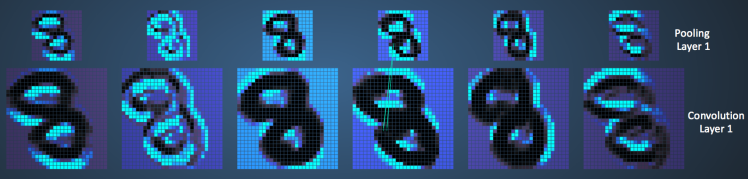 Pooling
Layer 1
Convolution
Layer 1